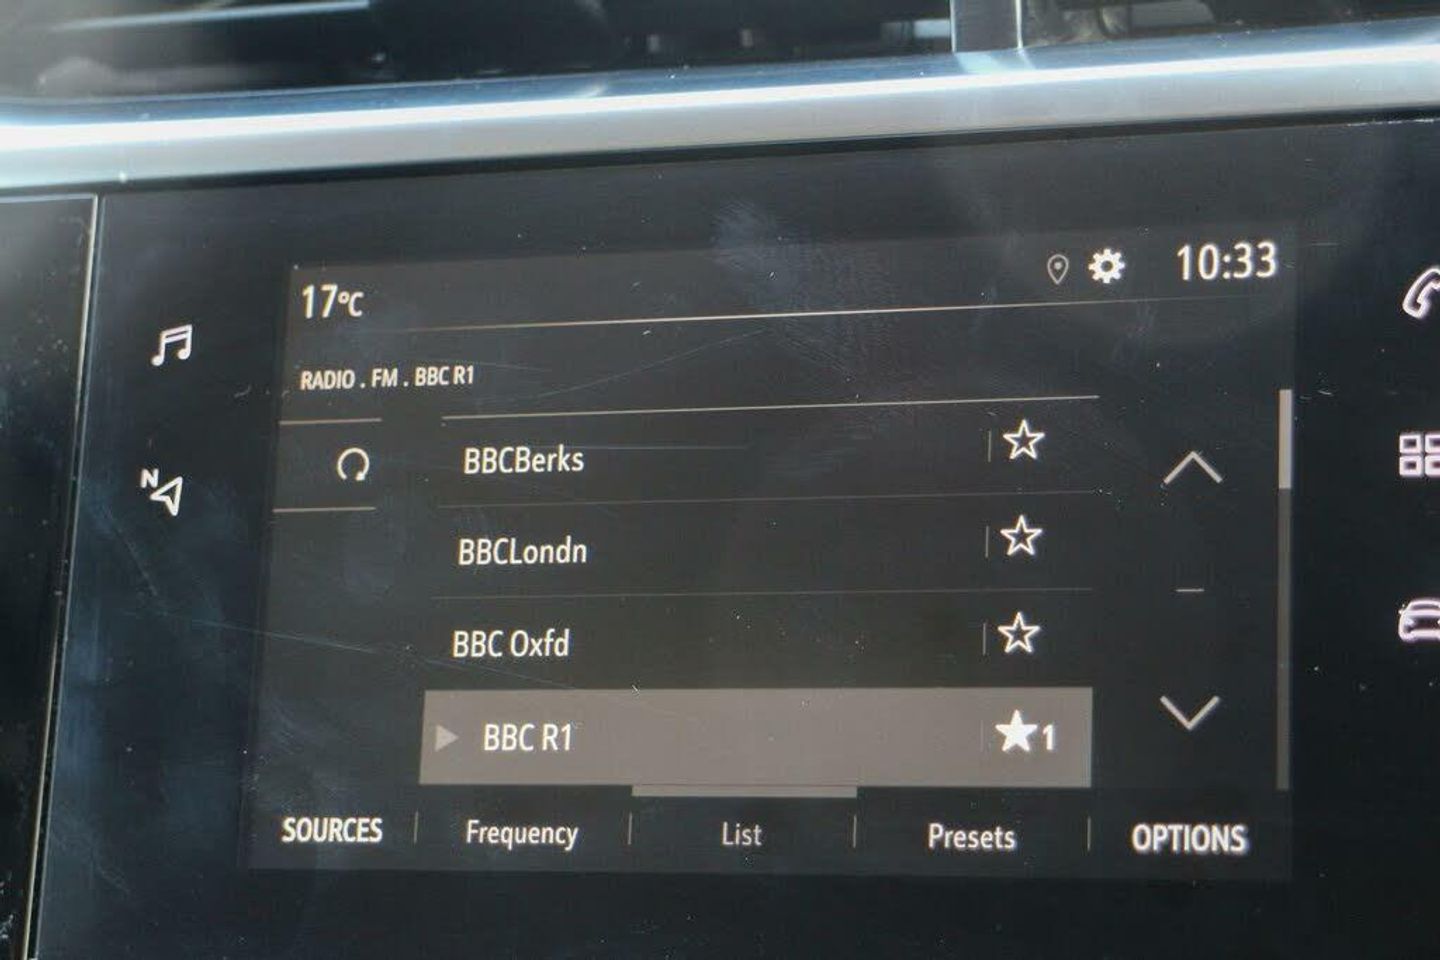 17°C
10:33
RADIO . FM . BBC R1
N
BBCBerks
BBCLondn
BBC Oxfd
BBC R1
1
SOURCES
Frequency
List
Presets
OPTIONS